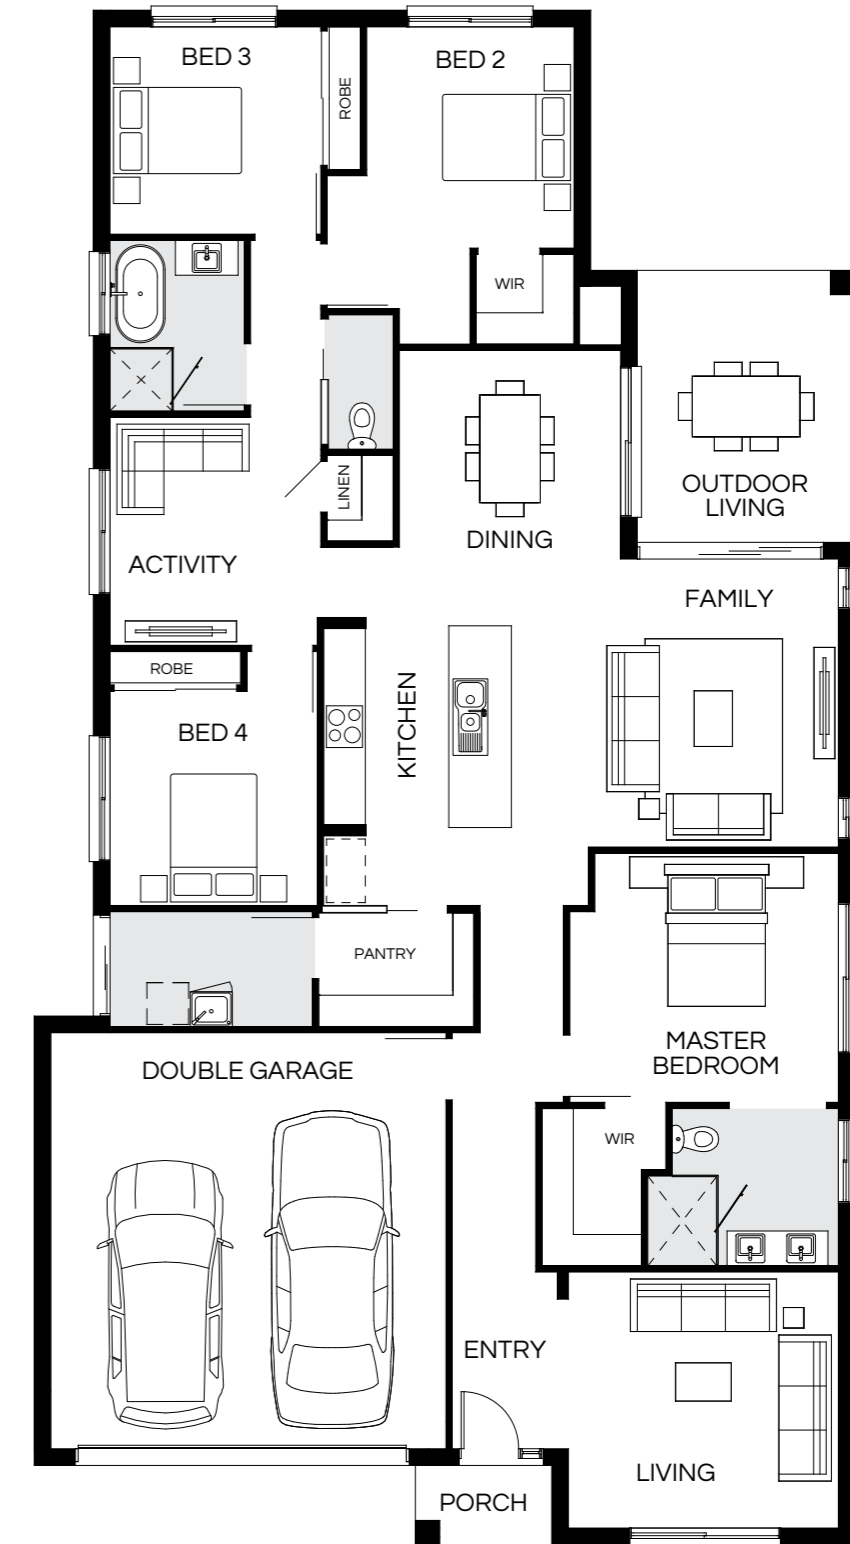 BED 3
BED 2
ROBE
WIR
LINEN
OUTDOOR
LIVING
DINING
ACTIVITY
FAMILY
ROBE
KITCHEN
BED 4
PANTRY
MASTER
BEDROOM
DOUBLE GARAGE
WIR
ENTRY
LIVING
PORCH